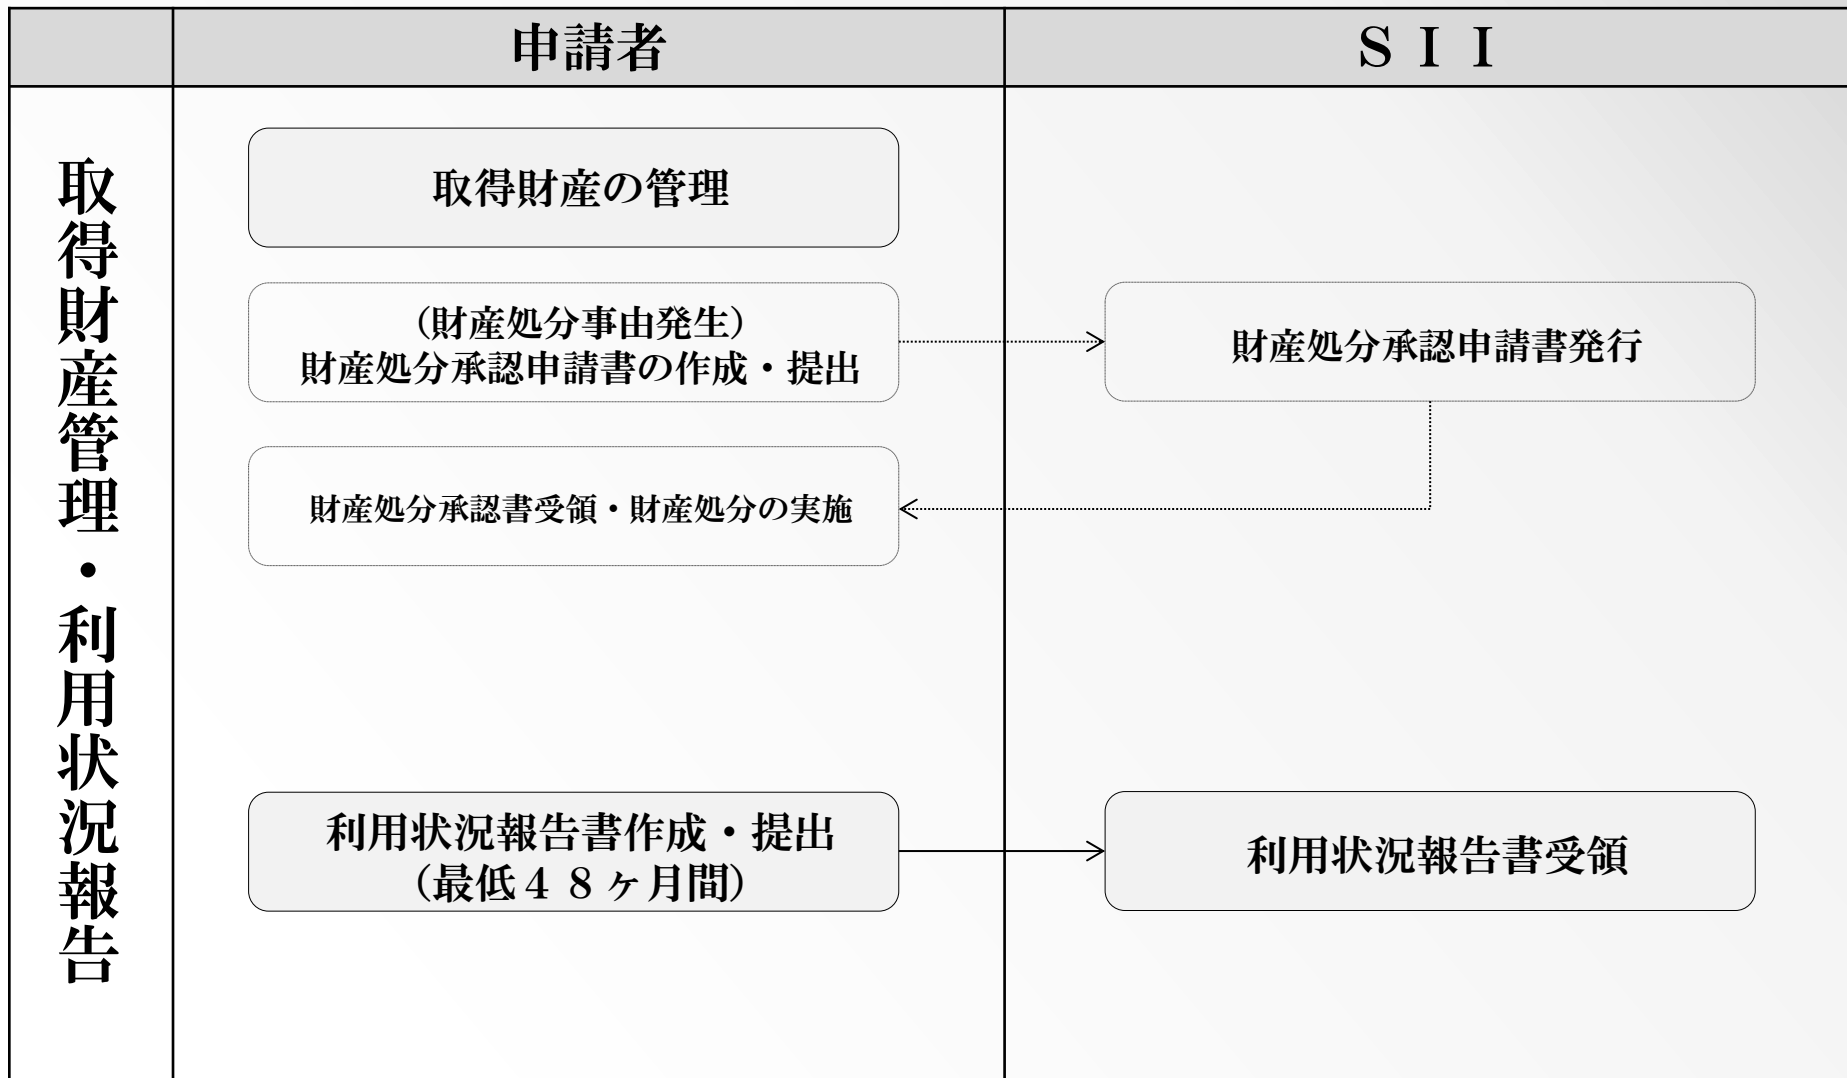 申請者
ＳＩＩ
取得財産管理・利用状況報告
取得財産の管理
（財産処分事由発生）
財産処分承認申請書の作成・提出
財産処分承認申請書発行
財産処分承認書受領・財産処分の実施
利用状況報告書作成・提出
（最低４８ヶ月間）
利用状況報告書受領